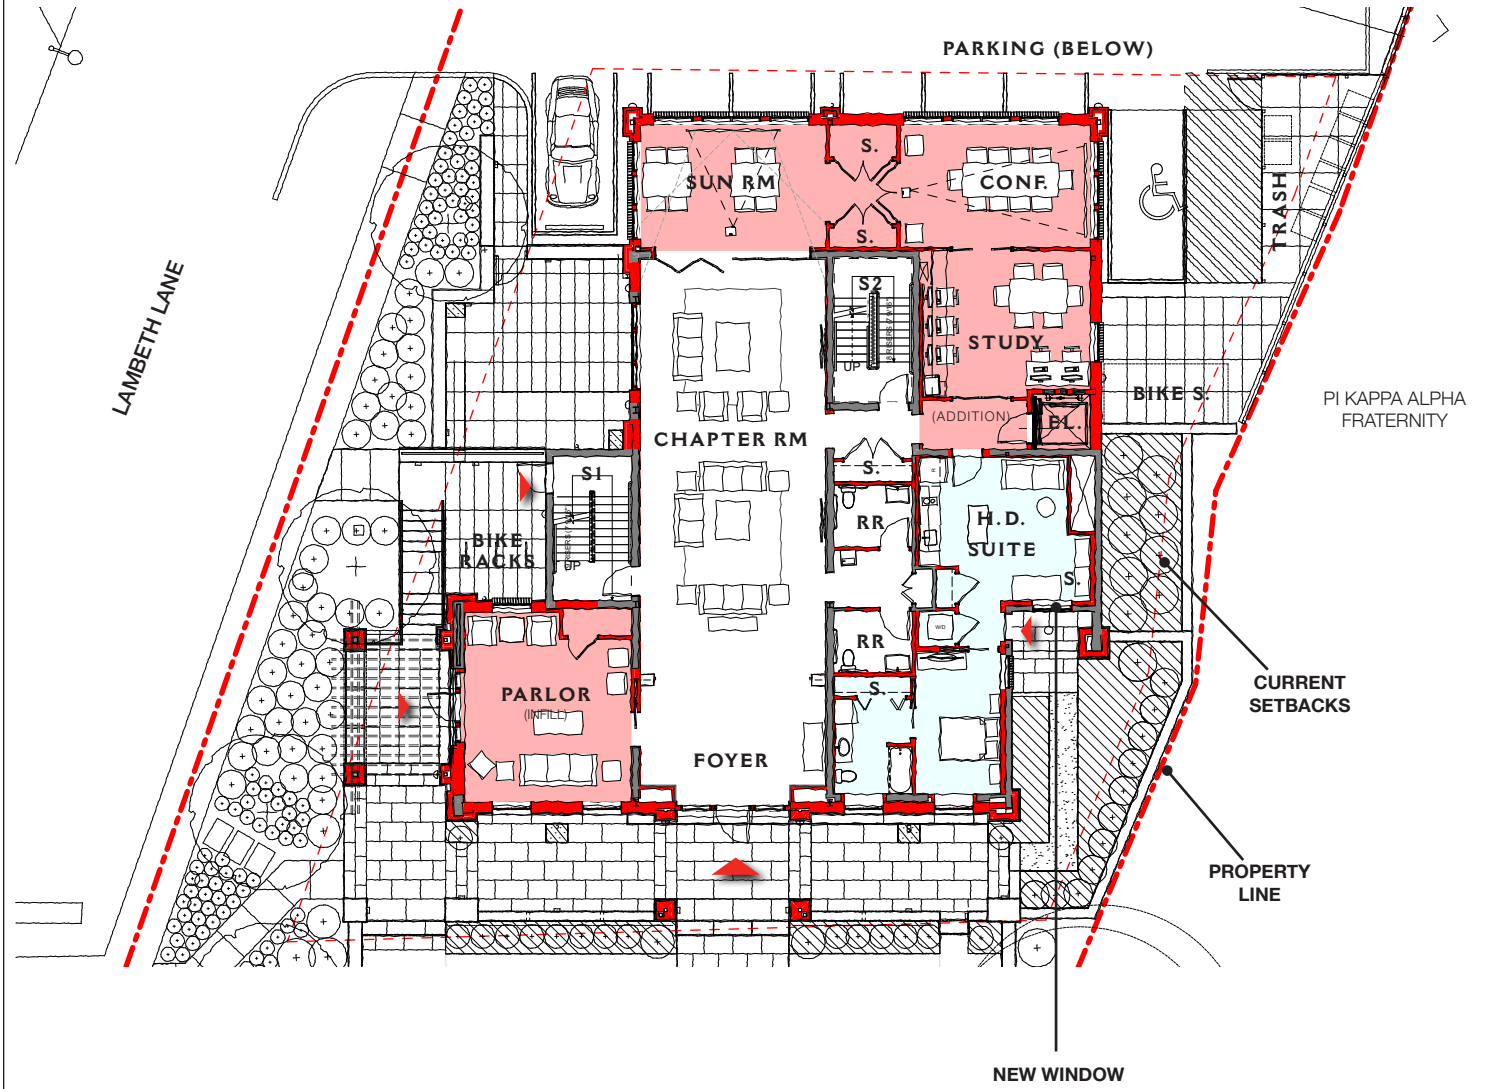 PARKING (BELOW)
S.
SUN RM
CONF.
TRASH
S.
LAMBETH LANE
S2
STUDY
UP
BIKE S.
PI KAPPA ALPHA
FRATERNITY
(ADDITION)
EL.
CHAPTER RM
S.
S1
RR
H.D.
SUITE
BIKE
RACKS
UP
S.
W/D
RR
CURRENT
SETBACKS
S.
PARLOR
(INFILL)
FOYER
PROPERTY
LINE
NEW WINDOW